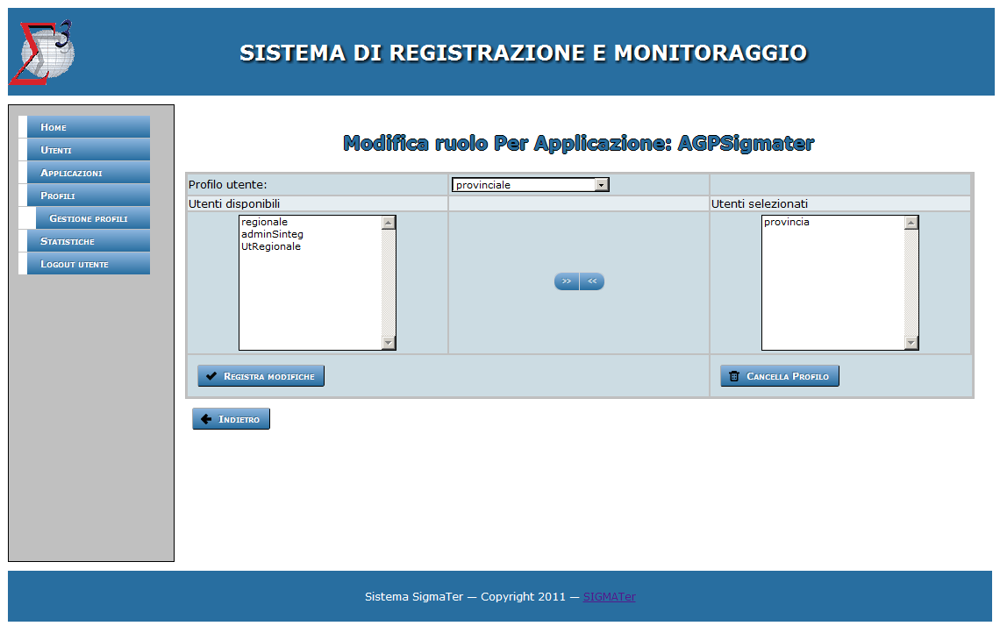 Σ3
SISTEMA DI REGISTRAZIONE E MONITORAGGIO
Home
Utenti
Applicazioni
Profili
Gestione profili
Statistiche
Logout utente
Modifica ruolo Per Applicazione: AGPSigmater
Profilo utente: provinciale
Utenti disponibili Utenti selezionati
regionale
adminSinteg
UtRegionale
>> <<
provincia
Registra modifiche Cancella Profilo
Indietro
Sistema SigmaTer — Copyright 2011 — SIGMATer